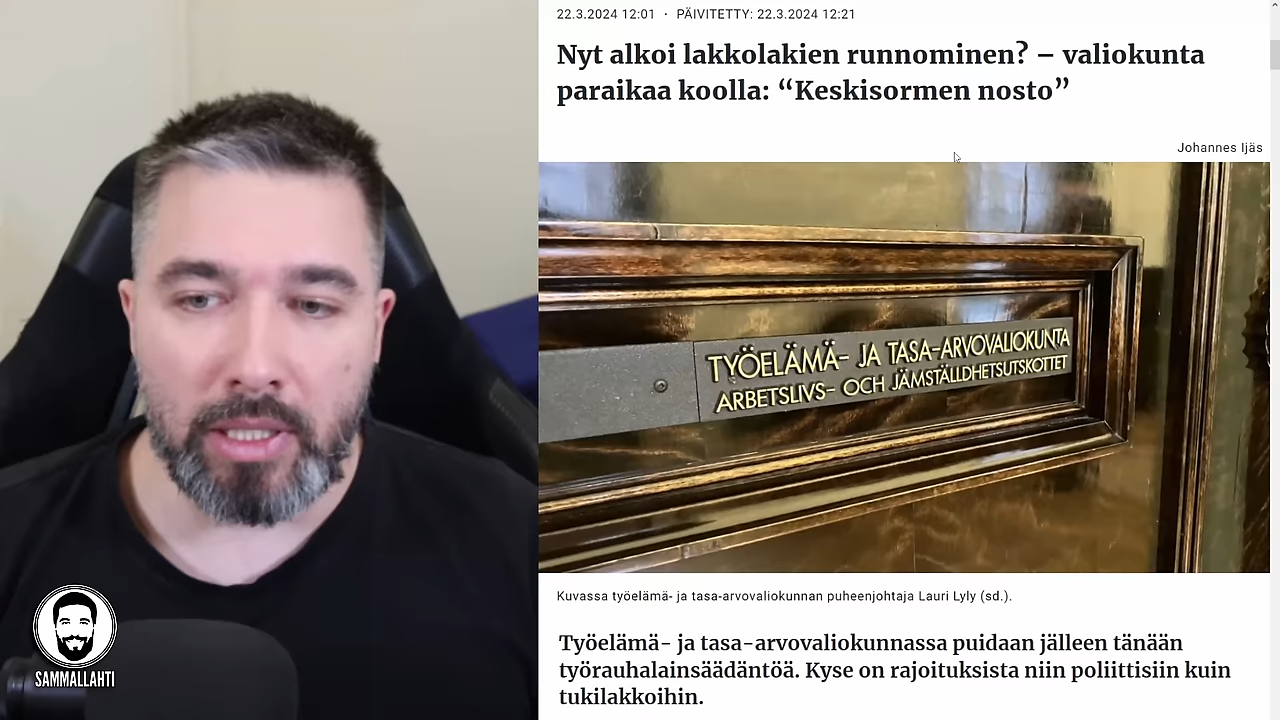 22.3.2024 12:01 · PÄIVITETTY: 22.3.2024 12:21
Nyt alkoi lakkolakien runnominen? – valiokunta
paraikaa koolla: “Keskisormen nosto”
Johannes Ijäs
TYÖELÄMÄ- JA TASA-ARVOVALIOKUNTA
ARBETSLIVS- OCH JÄMSTÄLLDHETSUTSKOTTET
Kuvassa työelämä- ja tasa-arvovaliokunnan puheenjohtaja Lauri Lyly (sd.).
Työelämä- ja tasa-arvovaliokunnassa puidaan jälleen tänään
työrauhalainsäädäntöä. Kyse on rajoituksista niin poliittisiin kuin
tukilakkoihin.
SAMMALLAHTI